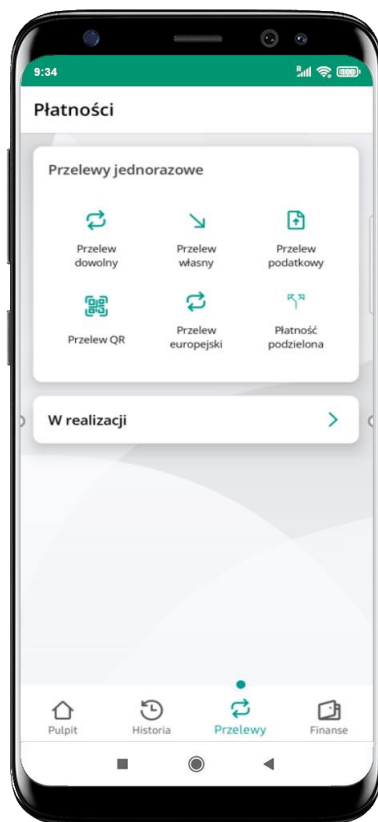 9:34
Płatności
Przelewy jednorazowe
Przelew
dowolny
Przelew
własny
Przelew
podatkowy
Przelew QR
Przelew
europejski
Płatność
podzielona
W realizacji
Pulpit
Historia
Przelewy
Finanse